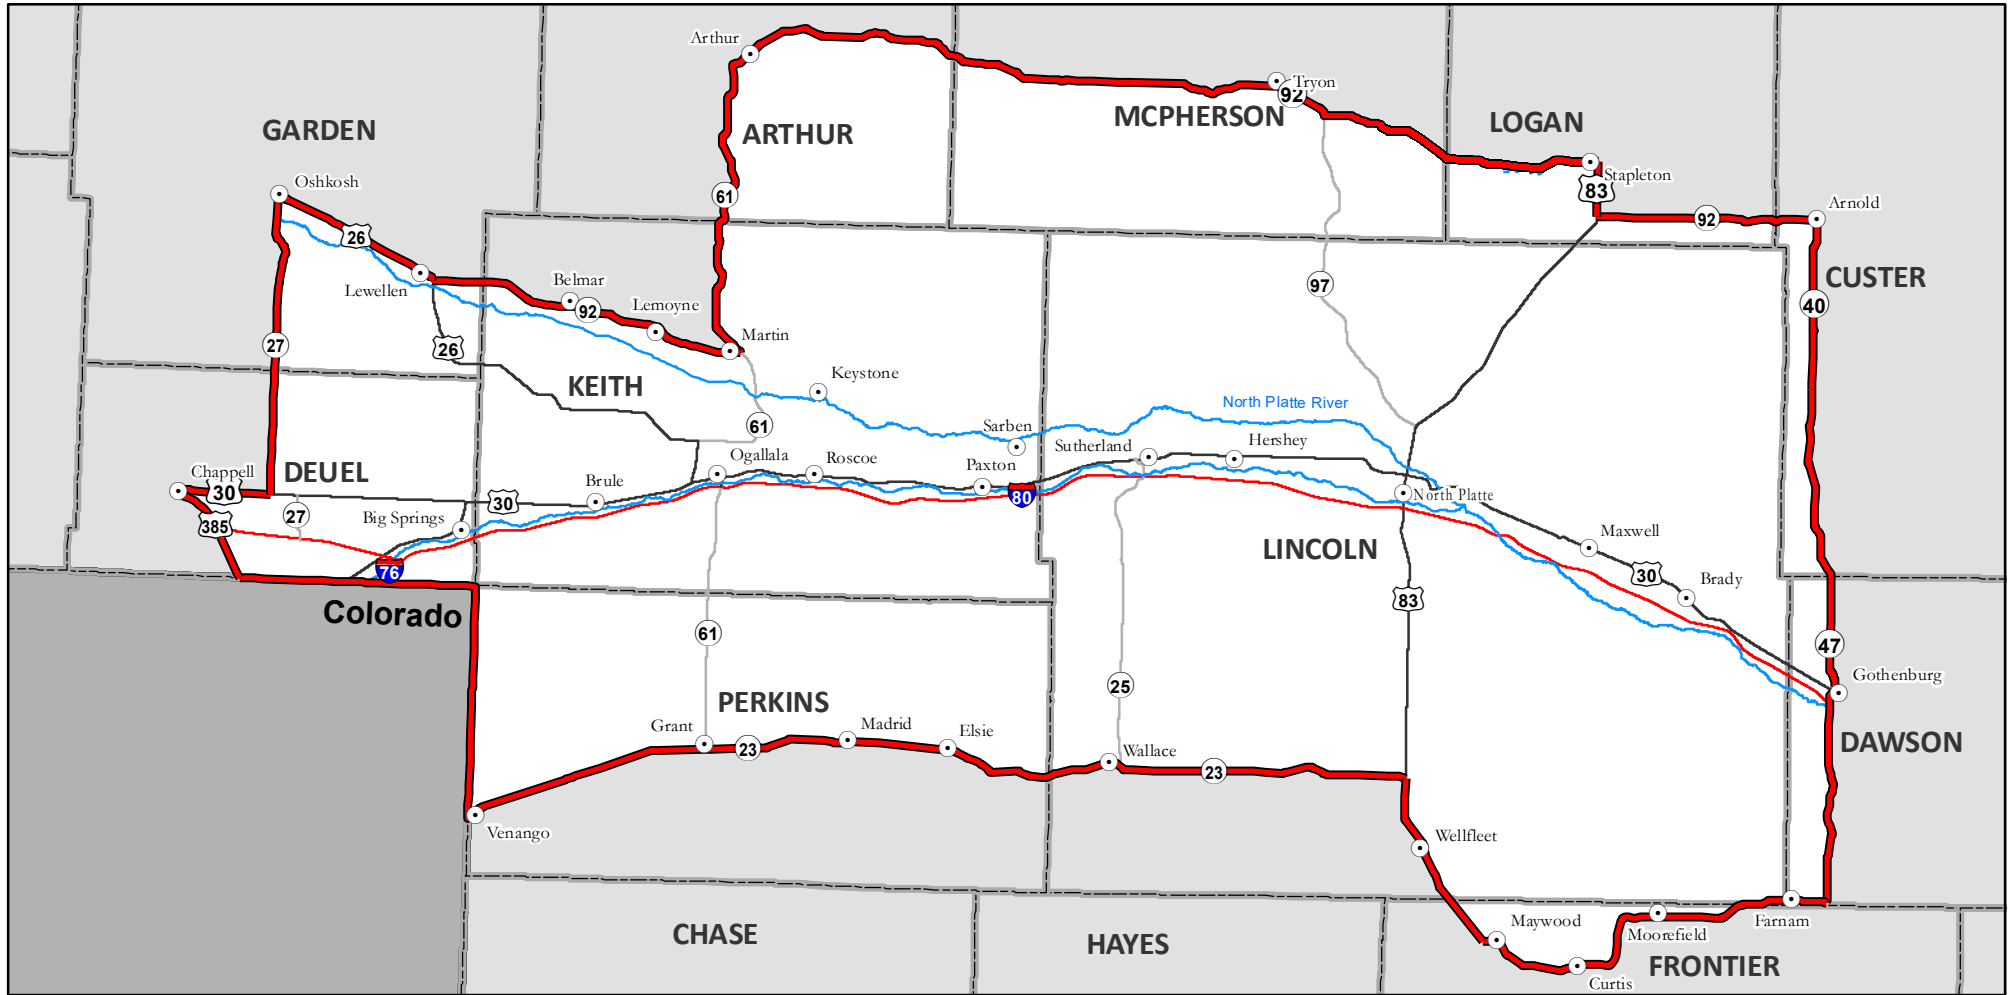 Arthur
Tryon
92
MCPHERSON
LOGAN
GARDEN
ARTHUR
Stapleton
83
Oshkosh
61
Arnold
92
26
CUSTER
Lewellen
Belmar
92
Lemoyne
97
40
27
26
Martin
KEITH
Keystone
North Platte River
61
Sarben
Sutherland
Hershey
Chappell
30
DEUEL
Ogallala
Roscoe
Paxton
80
Brule
30
North Platte
385
27
Big Springs
Maxwell
LINCOLN
76
30
Brady
Colorado
83
61
47
Gothenburg
25
PERKINS
Grant
23
Madrid
Elsie
Wallace
23
DAWSON
Venango
Wellfleet
CHASE
HAYES
Maywood
Moorefield
Farnam
FRONTIER
Curtis